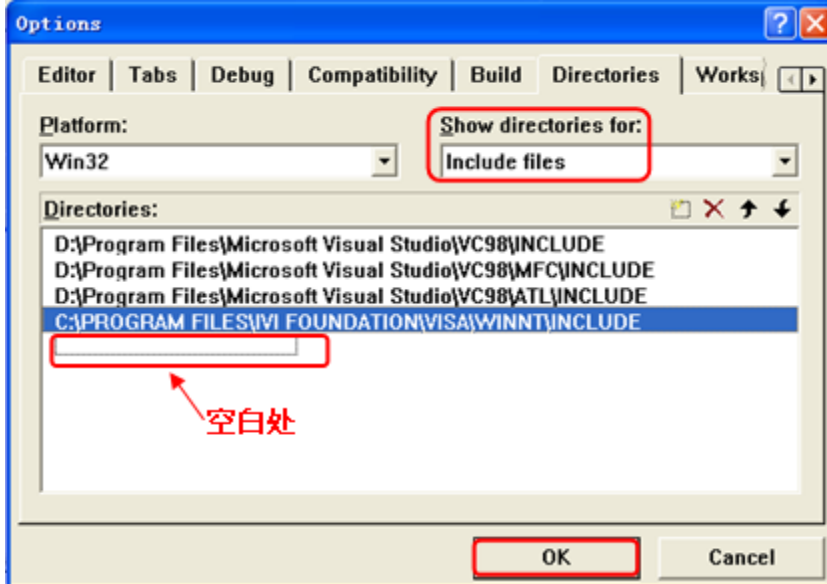 Options
Editor Tabs Debug Compatibility Build Directories Works
Platform: Show directories for:
Win32 Include files
Directories:
D:\Program Files\Microsoft Visual Studio\VC98\INCLUDE
D:\Program Files\Microsoft Visual Studio\VC98\MFC\INCLUDE
D:\Program Files\Microsoft Visual Studio\VC98\ATL\INCLUDE
C:\PROGRAM FILES\IVI FOUNDATION\VISA\WINNT\INCLUDE
空白处
OK Cancel